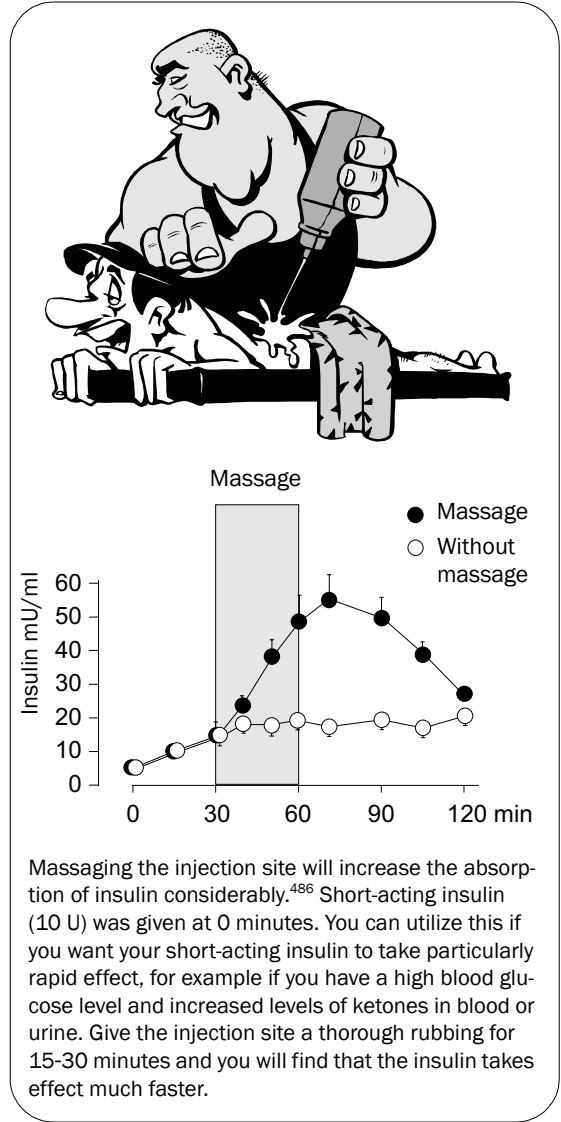 Massage
Massage
Without
massage
Insulin mU/ml
60
50
40
30
20
10
0
0 30 60 90 120 min
Massaging the injection site will increase the absorp-
tion of insulin considerably.486 Short-acting insulin
(10 U) was given at 0 minutes. You can utilize this if
you want your short-acting insulin to take particularly
rapid effect, for example if you have a high blood glu-
cose level and increased levels of ketones in blood or
urine. Give the injection site a thorough rubbing for
15-30 minutes and you will find that the insulin takes
effect much faster.